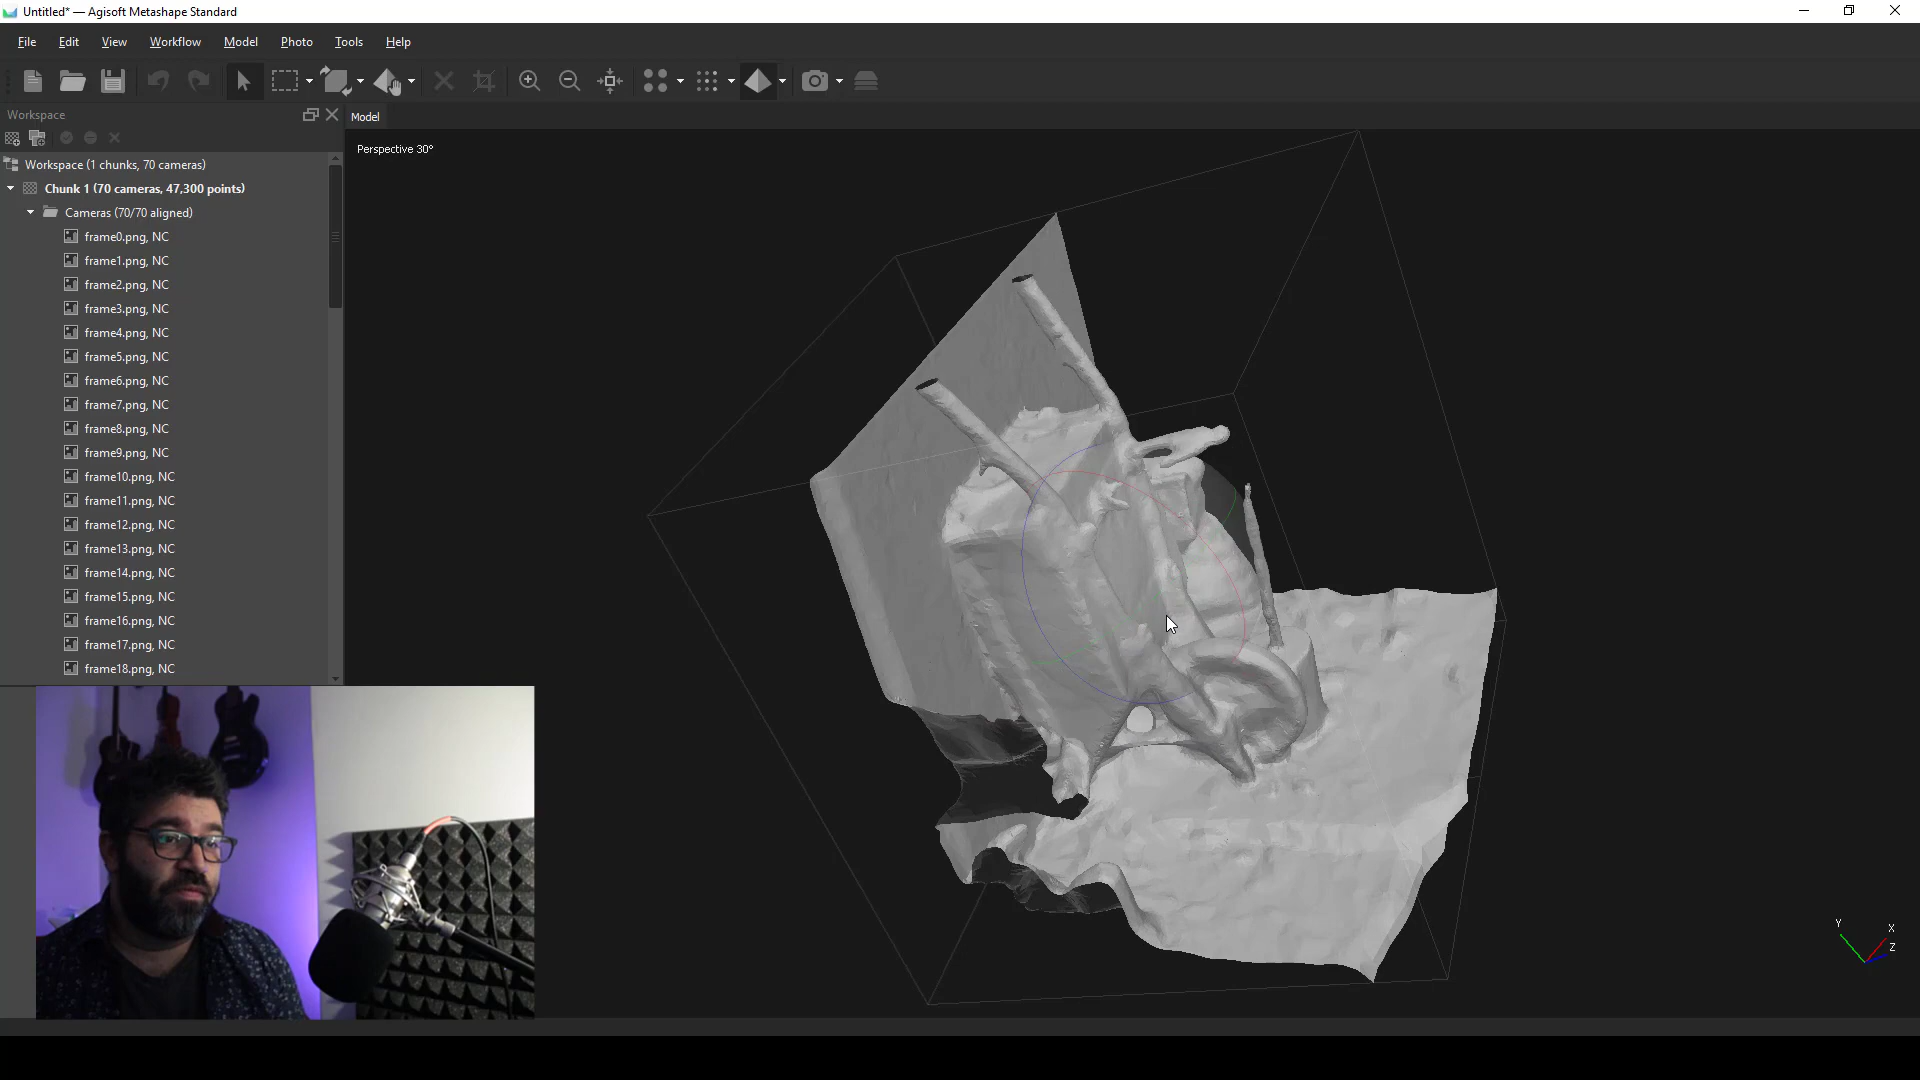 Untitled* — Agisoft Metashape Standard
File Edit View Workflow Model Photo Tools Help
Workspace
Model
Perspective 30°
Workspace (1 chunks, 70 cameras)
Chunk 1 (70 cameras, 47,300 points)
Cameras (70/70 aligned)
frame0.png, NC
frame1.png, NC
frame2.png, NC
frame3.png, NC
frame4.png, NC
frame5.png, NC
frame6.png, NC
frame7.png, NC
frame8.png, NC
frame9.png, NC
frame10.png, NC
frame11.png, NC
frame12.png, NC
frame13.png, NC
frame14.png, NC
frame15.png, NC
frame16.png, NC
frame17.png, NC
frame18.png, NC
Y
X
Z